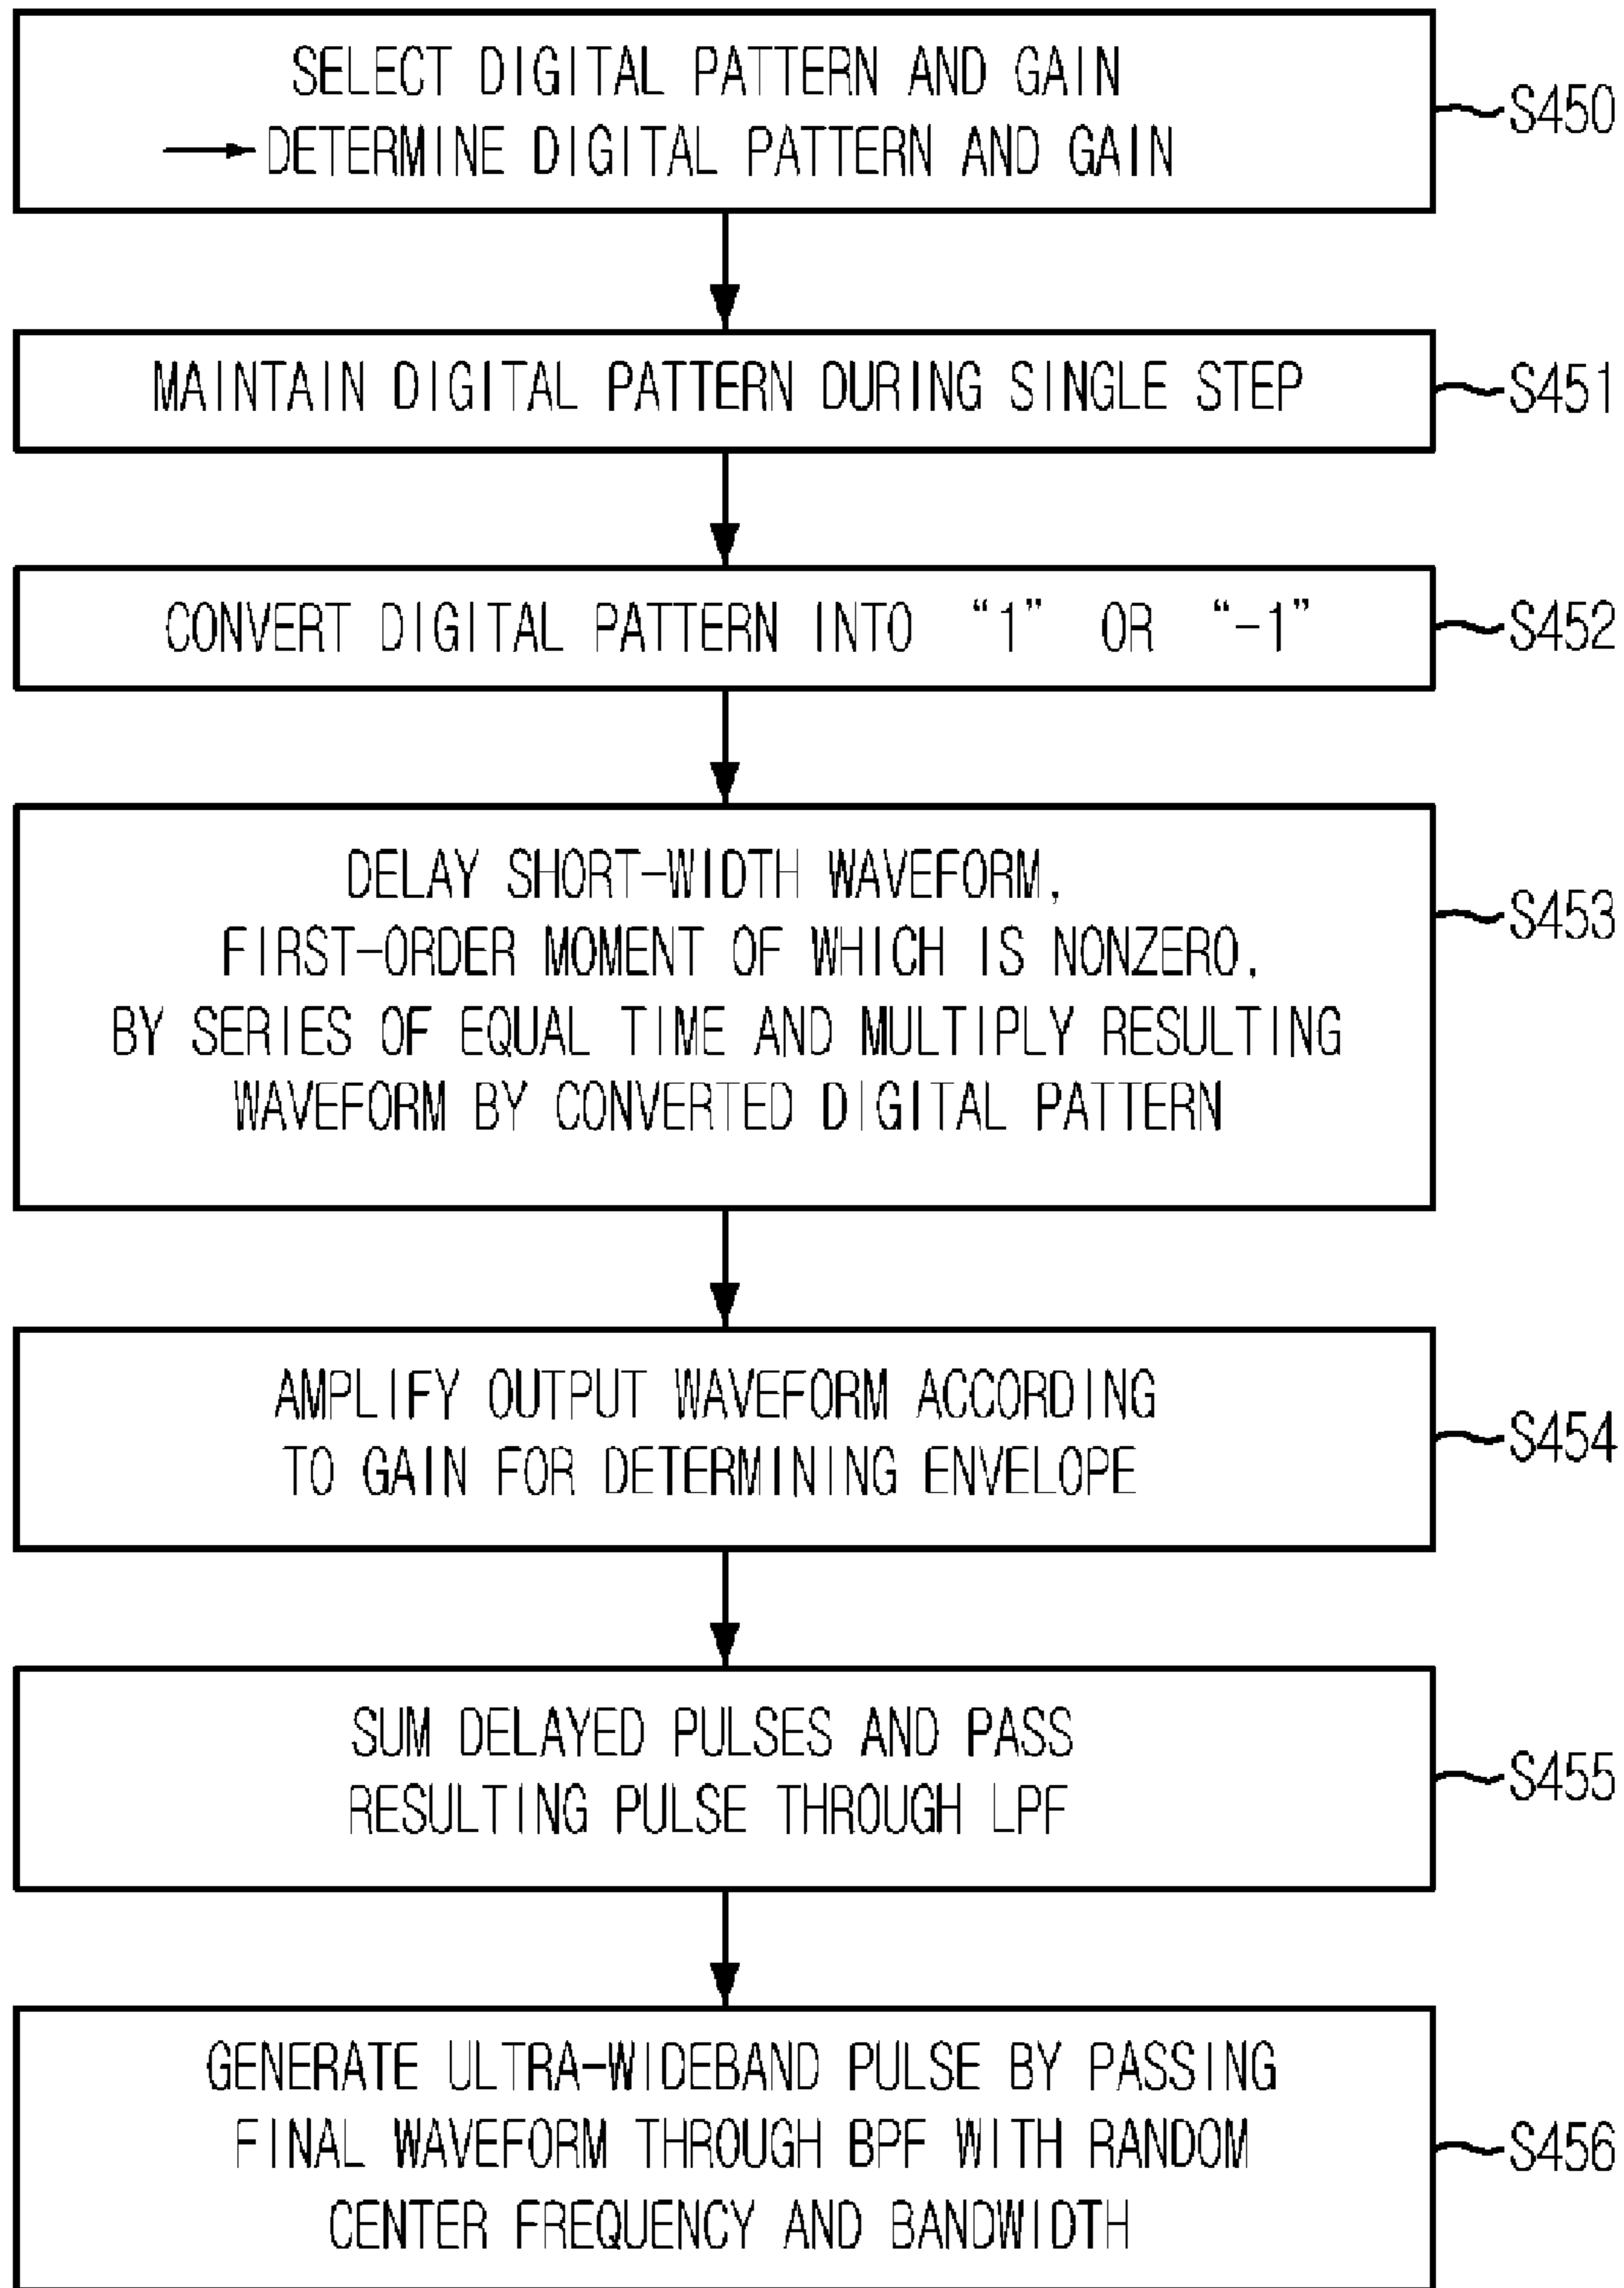 SELECT DIGITAL PATTERN AND GAIN
→ DETERMINE DIGITAL PATTERN AND GAIN
S450
MAINTAIN DIGITAL PATTERN DURING SINGLE STEP
S451
CONVERT DIGITAL PATTERN INTO “1” OR “-1”
S452
DELAY SHORT-WIDTH WAVEFORM,
FIRST-ORDER MOMENT OF WHICH IS NONZERO,
BY SERIES OF EQUAL TIME AND MULTIPLY RESULTING
WAVEFORM BY CONVERTED DIGITAL PATTERN
S453
AMPLIFY OUTPUT WAVEFORM ACCORDING
TO GAIN FOR DETERMINING ENVELOPE
S454
SUM DELAYED PULSES AND PASS
RESULTING PULSE THROUGH LPF
S455
GENERATE ULTRA-WIDEBAND PULSE BY PASSING
FINAL WAVEFORM THROUGH BPF WITH RANDOM
CENTER FREQUENCY AND BANDWIDTH
S456